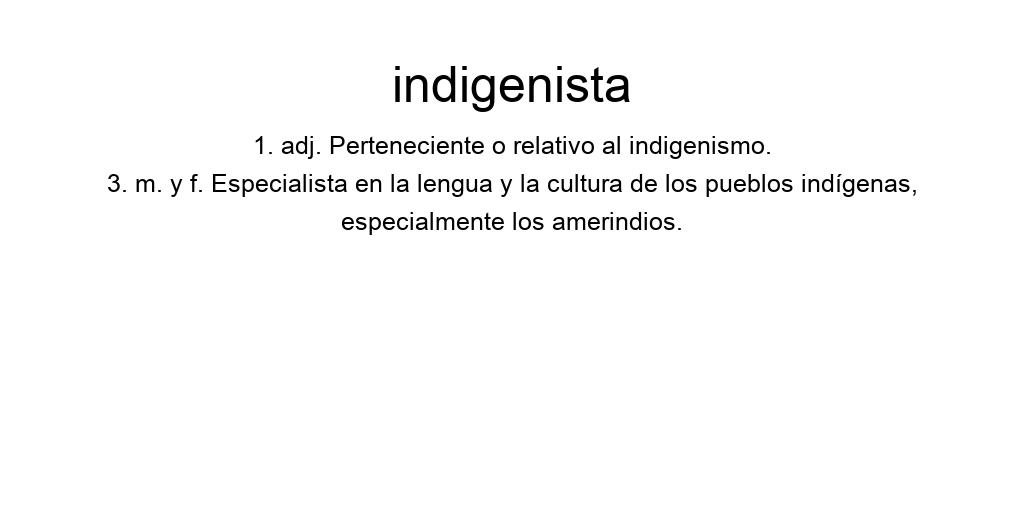 indigenista
1. adj. Perteneciente o relativo al indigenismo.
3. m. y f. Especialista en la lengua y la cultura de los pueblos indígenas,
especialmente los amerindios.